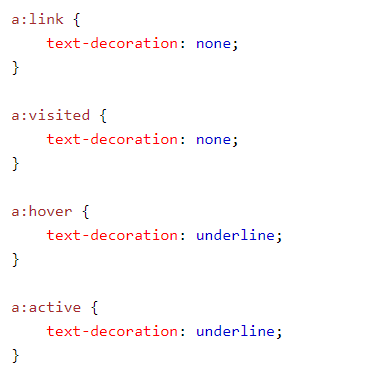 a:link {
    text-decoration: none;
}

a:visited {
    text-decoration: none;
}

a:hover {
    text-decoration: underline;
}

a:active {
    text-decoration: underline;
}